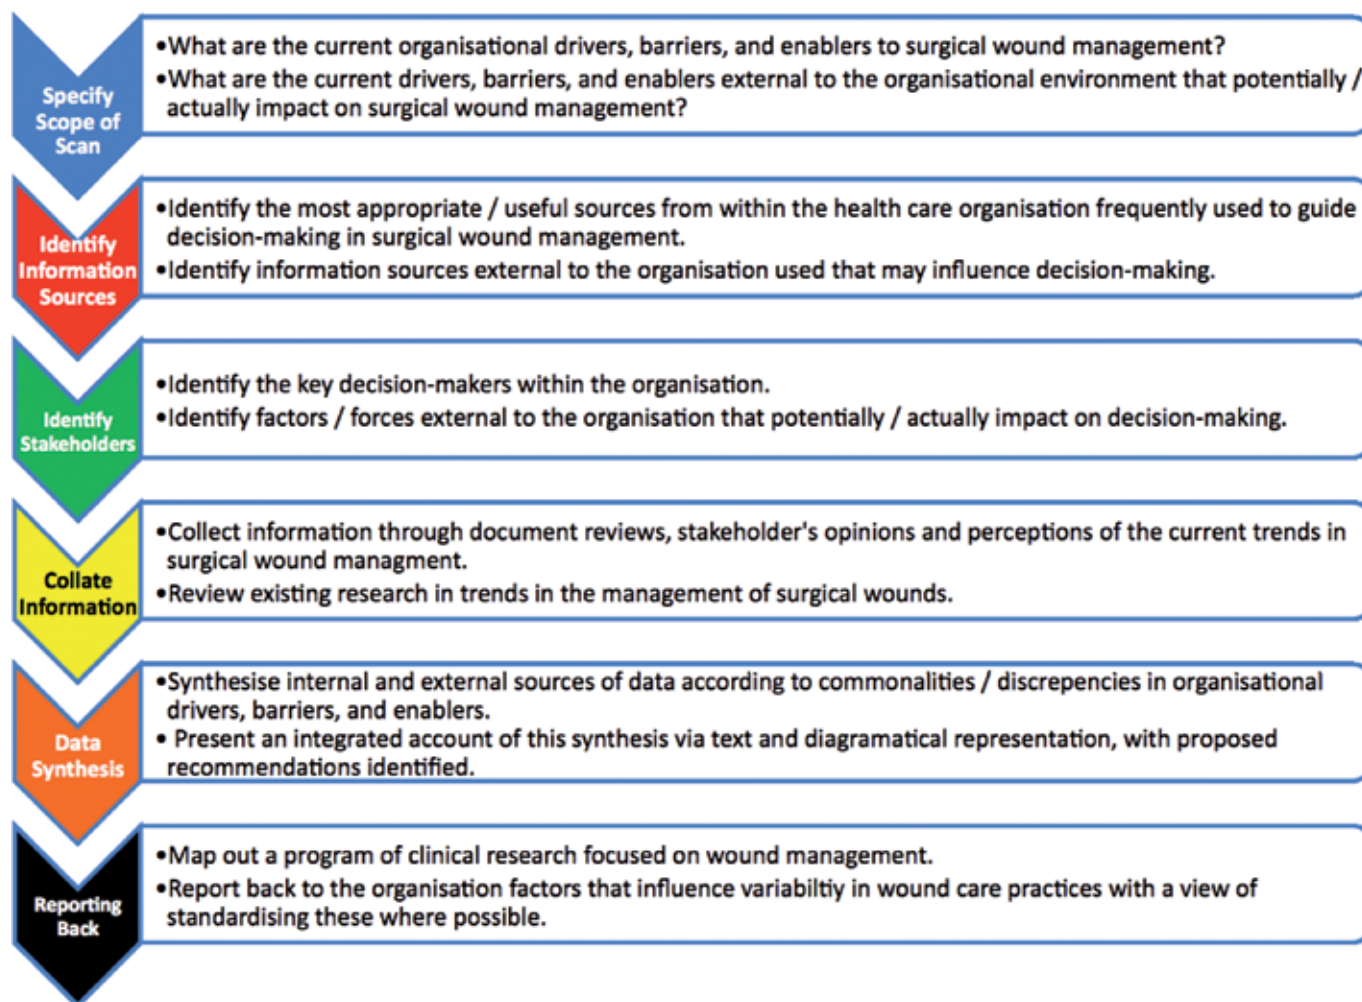 Specify
Scope of
Scan
•What are the current organisational drivers, barriers, and enablers to surgical wound management?
•What are the current drivers, barriers, and enablers external to the organisational environment that potentially /
actually impact on surgical wound management?
Identify
Information
Sources
•Identify the most appropriate / useful sources from within the health care organisation frequently used to guide
decision-making in surgical wound management.
•Identify information sources external to the organisation used that may influence decision-making.
Identify
Stakeholders
•Identify the key decision-makers within the organisation.
•Identify factors / forces external to the organisation that potentially / actually impact on decision-making.
Collate
Information
•Collect information through document reviews, stakeholder's opinions and perceptions of the current trends in
surgical wound managment.
•Review existing research in trends in the management of surgical wounds.
Data
Synthesis
•Synthesise internal and external sources of data according to commonalities / discrepencies in organisational
drivers, barriers, and enablers.
• Present an integrated account of this synthesis via text and diagramatical representation, with proposed
recommendations identified.
Reporting
Back
•Map out a program of clinical research focused on wound management.
•Report back to the organisation factors that influence variabiltiy in wound care practices with a view of
standardising these where possible.